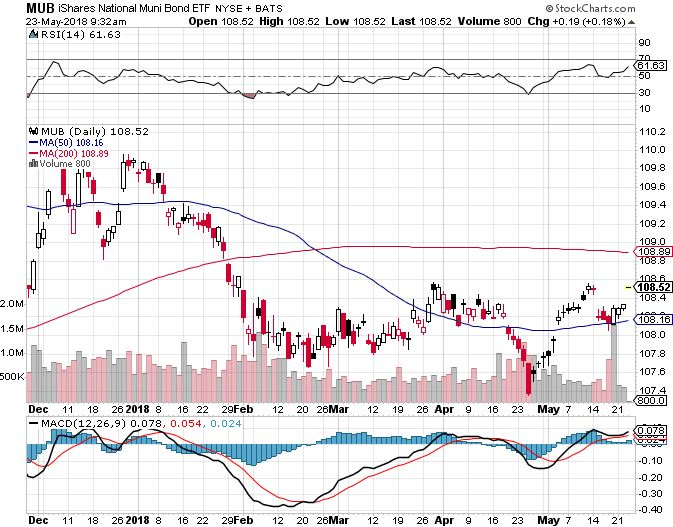 MUB iShares National Muni Bond ETF NYSE + BATS © StockCharts.com
23-May-2018 9:32am Open 108.52 High 108.52 Low 108.52 Last 108.52 Volume 800 Chg +0.19 (+0.18%)
RSI(14) 61.63
90
70
61.63
50
30
10
MUB (Daily) 108.52
MA(50) 108.16
MA(200) 108.89
Volume 800
110.2
110.0
109.8
109.6
109.4
109.2
109.0
108.89
108.8
108.6
108.52
108.4
108.2
108.16
108.0
107.8
107.6
107.4
800.0
2.0M
1.5M
1.0M
500K
Dec 11 18 26 2018 8 16 22 29 Feb 12 20 26 Mar 12 19 26 Apr 9 16 23 May 7 14 21
MACD(12,26,9) 0.078, 0.054, 0.024
0.078
0.00
-0.10
-0.20
-0.30
-0.40
Dec 11 18 26 2018 8 16 22 29 Feb 12 20 26 Mar 12 19 26 Apr 9 16 23 May 7 14 21